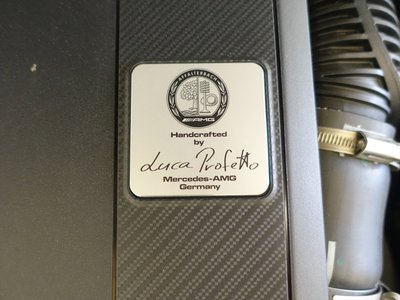 AFFALTERBACH
AMG
Handcrafted
by
Luca Profetto
Mercedes-AMG
Germany